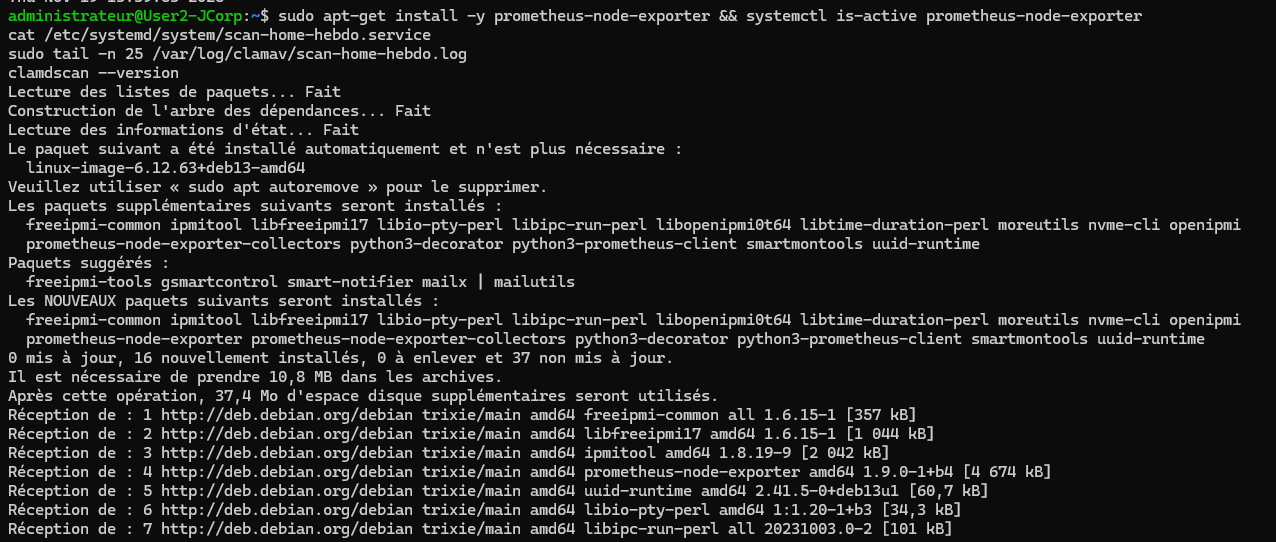 administrateur@User2-JCorp:~$ sudo apt-get install -y prometheus-node-exporter && systemctl is-active prometheus-node-exporter
cat /etc/systemd/system/scan-home-hebdo.service
sudo tail -n 25 /var/log/clamav/scan-home-hebdo.log
clamdscan --version
Lecture des listes de paquets... Fait
Construction de l'arbre des dépendances... Fait
Lecture des informations d'état... Fait
Le paquet suivant a été installé automatiquement et n'est plus nécessaire :
  linux-image-6.12.63+deb13-amd64
Veuillez utiliser « sudo apt autoremove » pour le supprimer.
Les paquets supplémentaires suivants seront installés :
  freeipmi-common ipmitool libfreeipmi17 libio-pty-perl libipc-run-perl libopenipmi0t64 libtime-duration-perl moreutils nvme-cli openipmi
  prometheus-node-exporter-collectors python3-decorator python3-prometheus-client smartmontools uuid-runtime
Paquets suggérés :
  freeipmi-tools gsmartcontrol smart-notifier mailx | mailutils
Les NOUVEAUX paquets suivants seront installés :
  freeipmi-common ipmitool libfreeipmi17 libio-pty-perl libipc-run-perl libopenipmi0t64 libtime-duration-perl moreutils nvme-cli openipmi
  prometheus-node-exporter prometheus-node-exporter-collectors python3-decorator python3-prometheus-client smartmontools uuid-runtime
0 mis à jour, 16 nouvellement installés, 0 à enlever et 37 non mis à jour.
Il est nécessaire de prendre 10,8 MB dans les archives.
Après cette opération, 37,4 Mo d'espace disque supplémentaires seront utilisés.
Réception de : 1 http://deb.debian.org/debian trixie/main amd64 freeipmi-common all 1.6.15-1 [357 kB]
Réception de : 2 http://deb.debian.org/debian trixie/main amd64 libfreeipmi17 amd64 1.6.15-1 [1 044 kB]
Réception de : 3 http://deb.debian.org/debian trixie/main amd64 ipmitool amd64 1.8.19-9 [2 042 kB]
Réception de : 4 http://deb.debian.org/debian trixie/main amd64 prometheus-node-exporter amd64 1.9.0-1+b4 [4 674 kB]
Réception de : 5 http://deb.debian.org/debian trixie/main amd64 uuid-runtime amd64 2.41.5-0+deb13u1 [60,7 kB]
Réception de : 6 http://deb.debian.org/debian trixie/main amd64 libio-pty-perl amd64 1:1.20-1+b3 [34,3 kB]
Réception de : 7 http://deb.debian.org/debian trixie/main amd64 libipc-run-perl all 20231003.0-2 [101 kB]